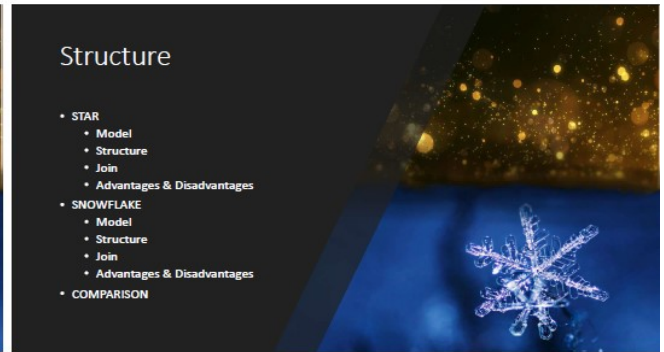 Structure
• STAR
• Model
• Structure
• Join
• Advantages & Disadvantages
• SNOWFLAKE
• Model
• Structure
• Join
• Advantages & Disadvantages
• COMPARISON